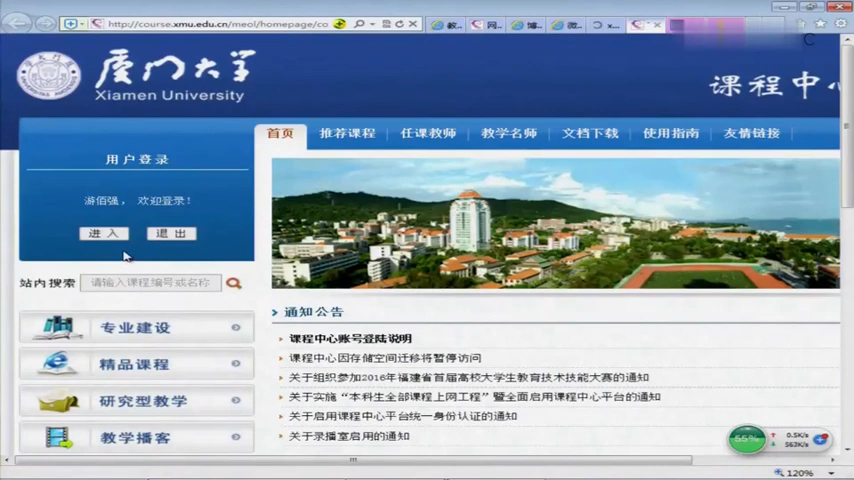 http://course.xmu.edu.cn/meol/homepage/co
厦门大学
Xiamen University
课程中心
首页 推荐课程 任课教师 教学名师 文档下载 使用指南 友情链接
用户登录
游佰强， 欢迎登录！
进入 退出
站内搜索 请输入课程编号或名称
专业建设
精品课程
研究型教学
教学播客
通知公告
课程中心账号登陆说明
课程中心因存储空间迁移将暂停访问
关于组织参加2016年福建省首届高校大学生教育技术技能大赛的通知
关于实施“本科生全部课程上网工程”暨全面启用课程中心平台的通知
关于启用课程中心平台统一身份认证的通知
关于录播室启用的通知
55%
0.5K/s
563K/s
120%